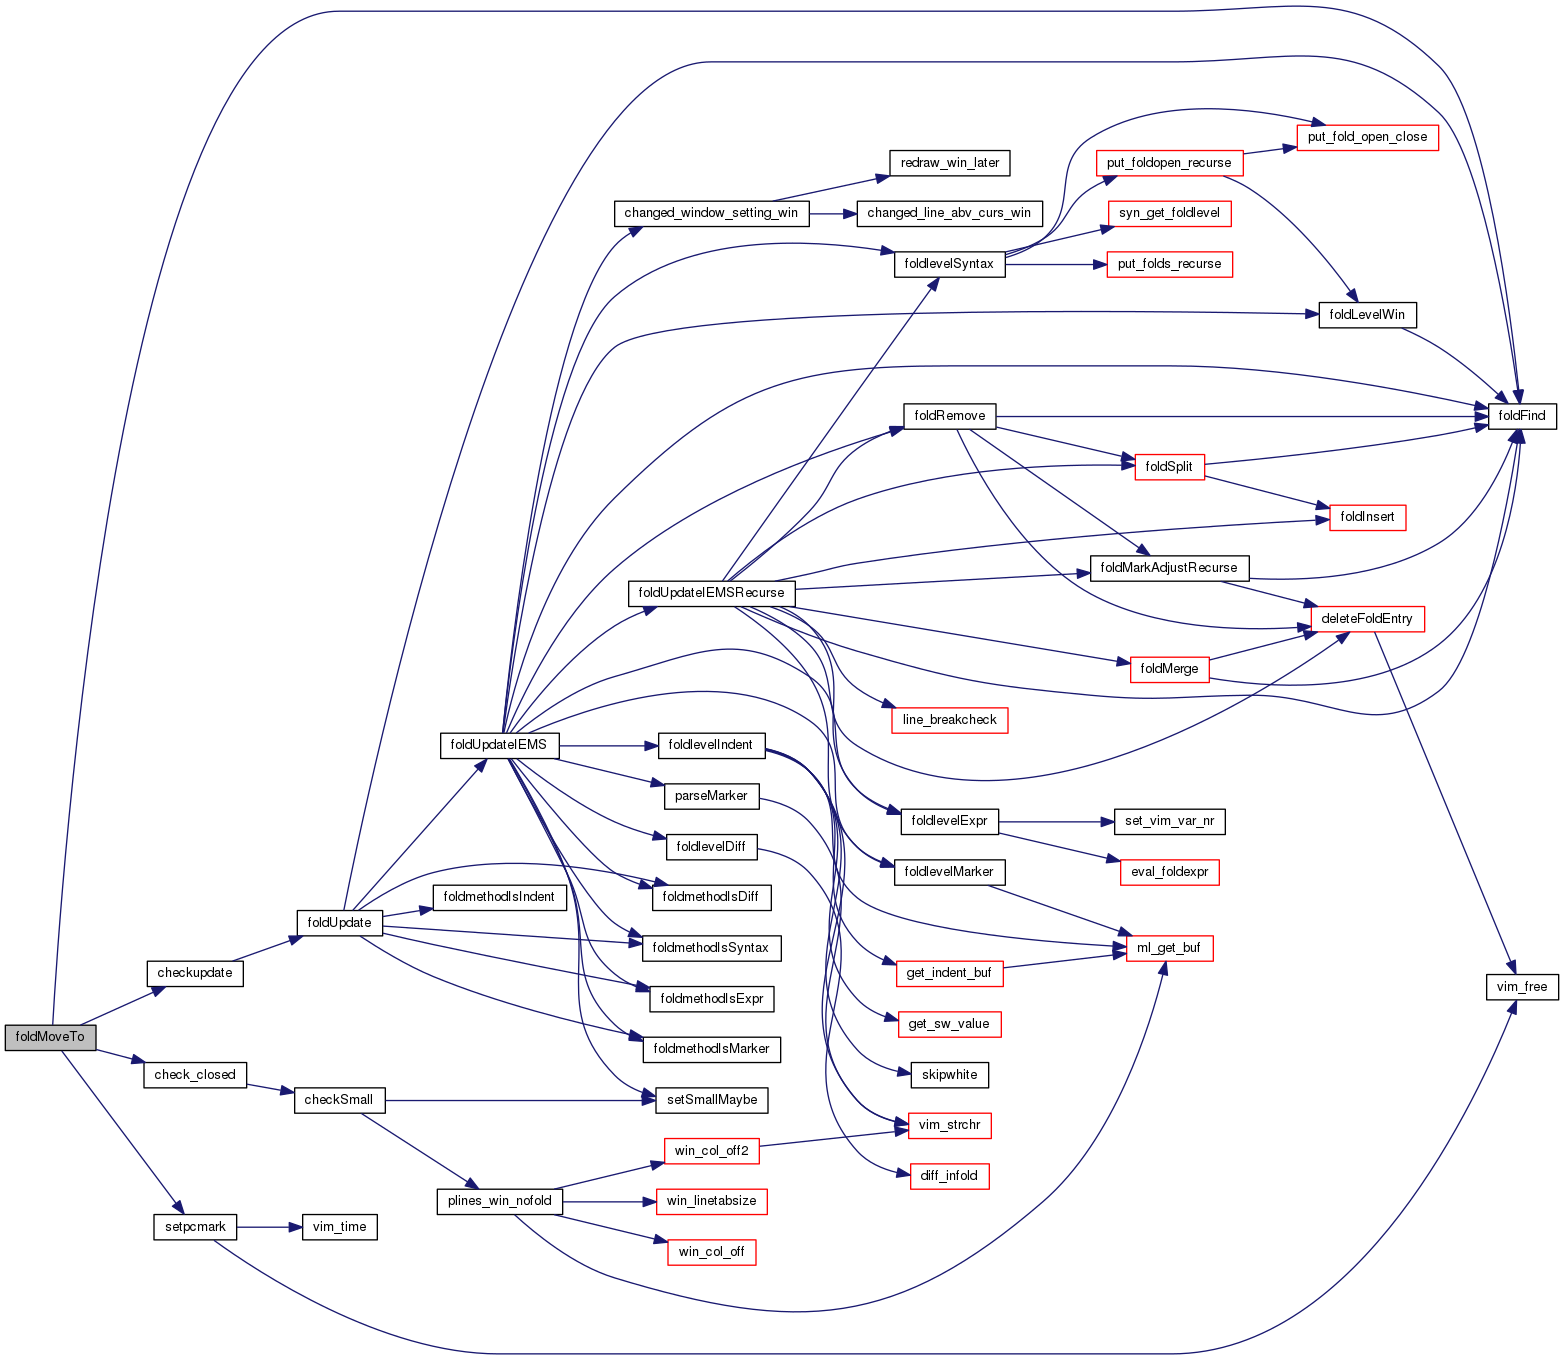 redraw_win_later
put_fold_open_close
put_foldopen_recurse
changed_window_setting_win
changed_line_abv_curs_win
syn_get_foldlevel
foldlevelSyntax
put_folds_recurse
foldLevelWin
foldRemove
foldFind
foldSplit
foldInsert
foldMarkAdjustRecurse
foldUpdateIEMSRecurse
deleteFoldEntry
foldMerge
line_breakcheck
foldUpdateIEMS
foldlevelIndent
parseMarker
foldlevelExpr
set_vim_var_nr
foldlevelDiff
foldlevelMarker
eval_foldexpr
foldmethodIsIndent
foldmethodIsDiff
foldUpdate
foldmethodIsSyntax
ml_get_buf
checkupdate
get_indent_buf
vim_free
foldmethodIsExpr
get_sw_value
foldMoveTo
foldmethodIsMarker
check_closed
skipwhite
checkSmall
setSmallMaybe
vim_strchr
win_col_off2
diff_infold
plines_win_nofold
win_linetabsize
setpcmark
vim_time
win_col_off